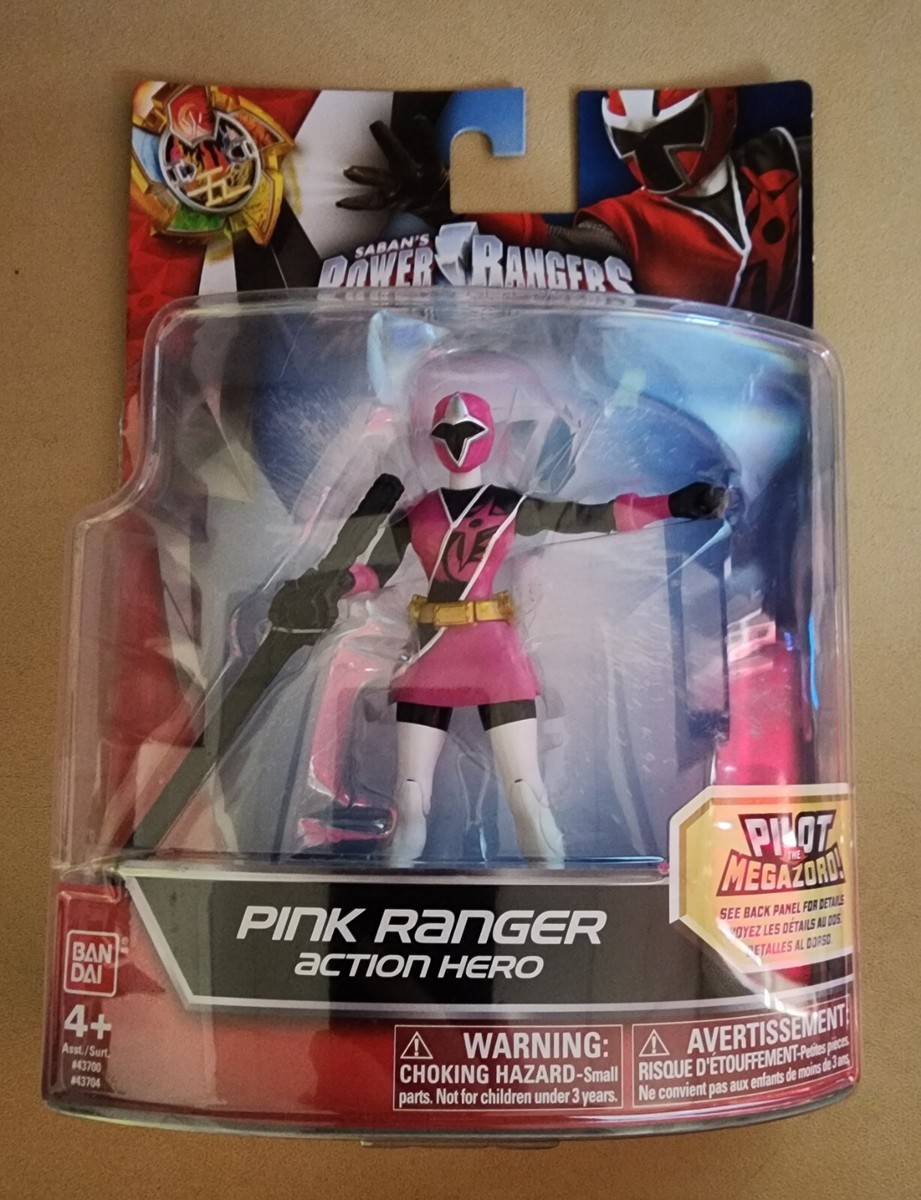 SABAN'S
POWER RANGERS
PILOT
THE
MEGAZORD!
SEE BACK PANEL FOR DETAILS
VOYEZ LES DÉTAILS AU DOS.
DETALLES AL DORSO.
PINK RANGER
ACTION HERO
BAN
DAI
4+
Asst./Surt.
#43700
#43704
WARNING:
CHOKING HAZARD-Small
parts. Not for children under 3 years.
AVERTISSEMENT:
RISQUE D'ÉTOUFFEMENT-Petites pièces.
Ne convient pas aux enfants de moins de 3 ans.